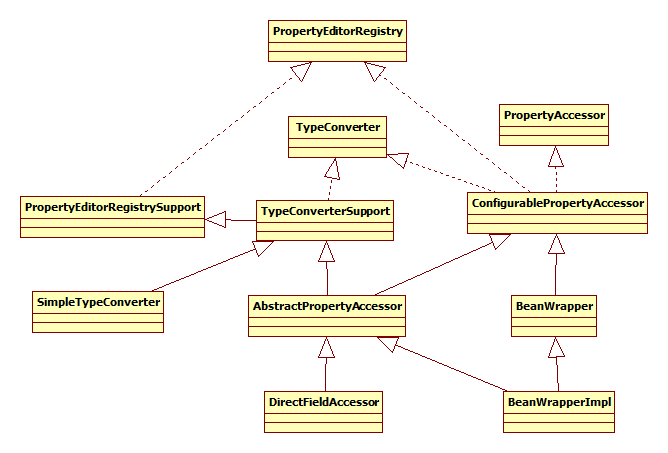 PropertyEditorRegistry
PropertyAccessor
TypeConverter
PropertyEditorRegistrySupport
TypeConverterSupport
ConfigurablePropertyAccessor
SimpleTypeConverter
AbstractPropertyAccessor
BeanWrapper
DirectFieldAccessor
BeanWrapperImpl